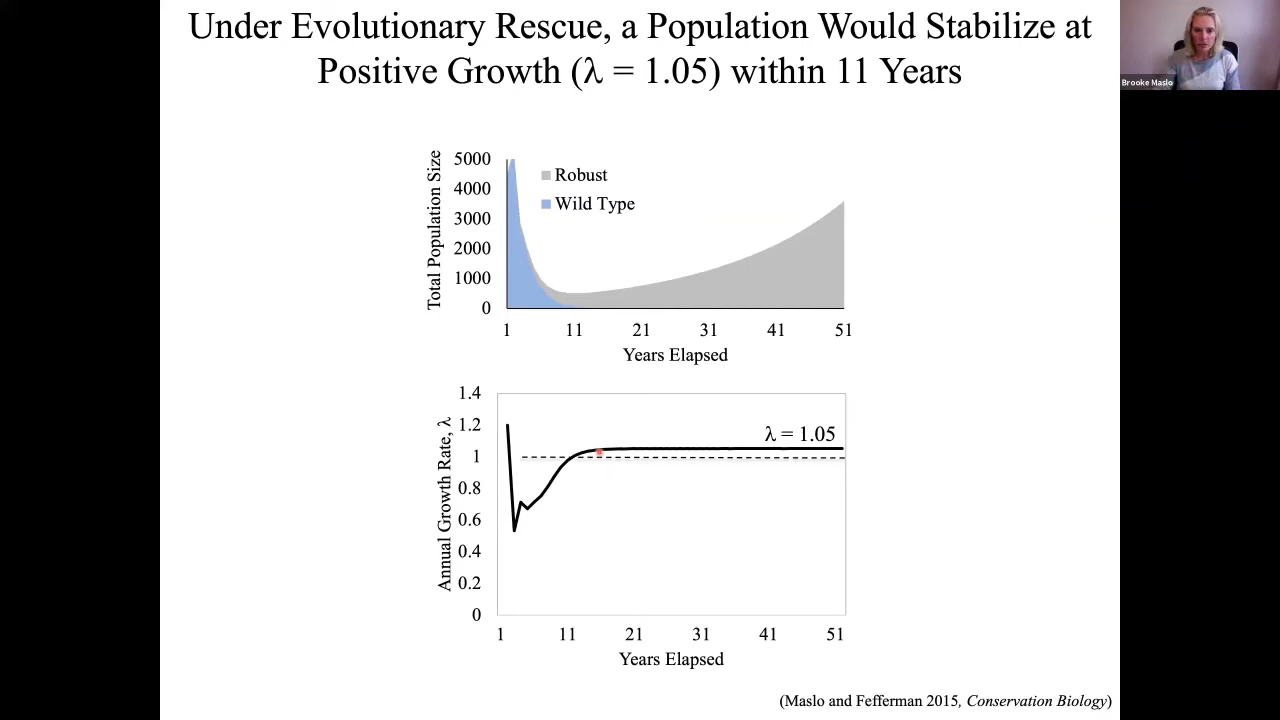 Under Evolutionary Rescue, a Population Would Stabilize at
Positive Growth (λ = 1.05) within 11 Years
Brooke Maslo
Total Population Size
5000
4000
3000
2000
1000
0
Robust
Wild Type
1 11 21 31 41 51
Years Elapsed
Annual Growth Rate, λ
1.4
1.2
1
0.8
0.6
0.4
0.2
0
λ = 1.05
1 11 21 31 41 51
Years Elapsed
(Maslo and Fefferman 2015, Conservation Biology)